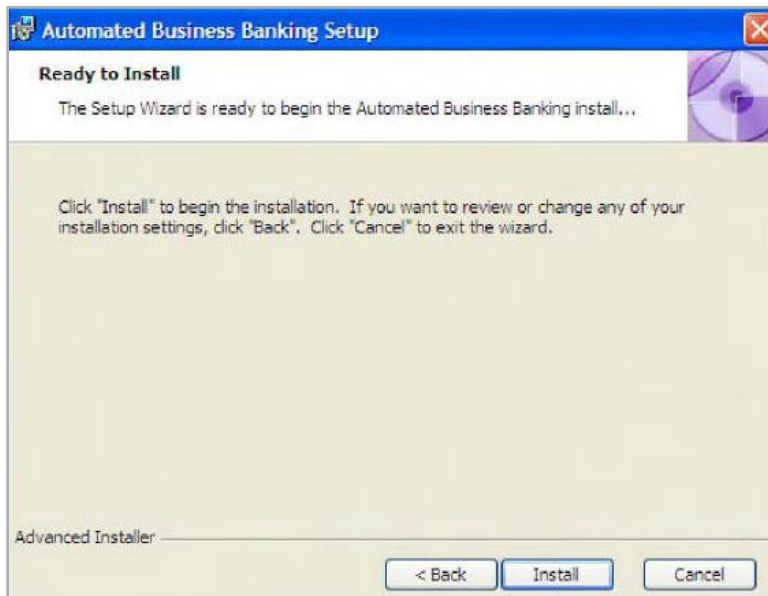 Automated Business Banking Setup
Ready to Install
The Setup Wizard is ready to begin the Automated Business Banking install...
Click "Install" to begin the installation. If you want to review or change any of your
installation settings, click "Back". Click "Cancel" to exit the wizard.
Advanced Installer
< Back Install Cancel